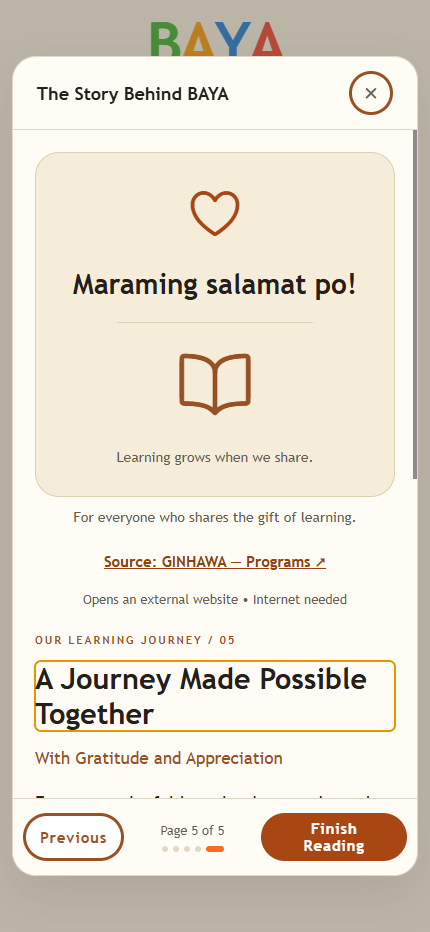 BAYA
The Story Behind BAYA
Maraming salamat po!
Learning grows when we share.
For everyone who shares the gift of learning.
Source: GINHAWA — Programs ↗
Opens an external website • Internet needed
OUR LEARNING JOURNEY / 05
A Journey Made Possible
Together
With Gratitude and Appreciation
Previous
Page 5 of 5
Finish
Reading